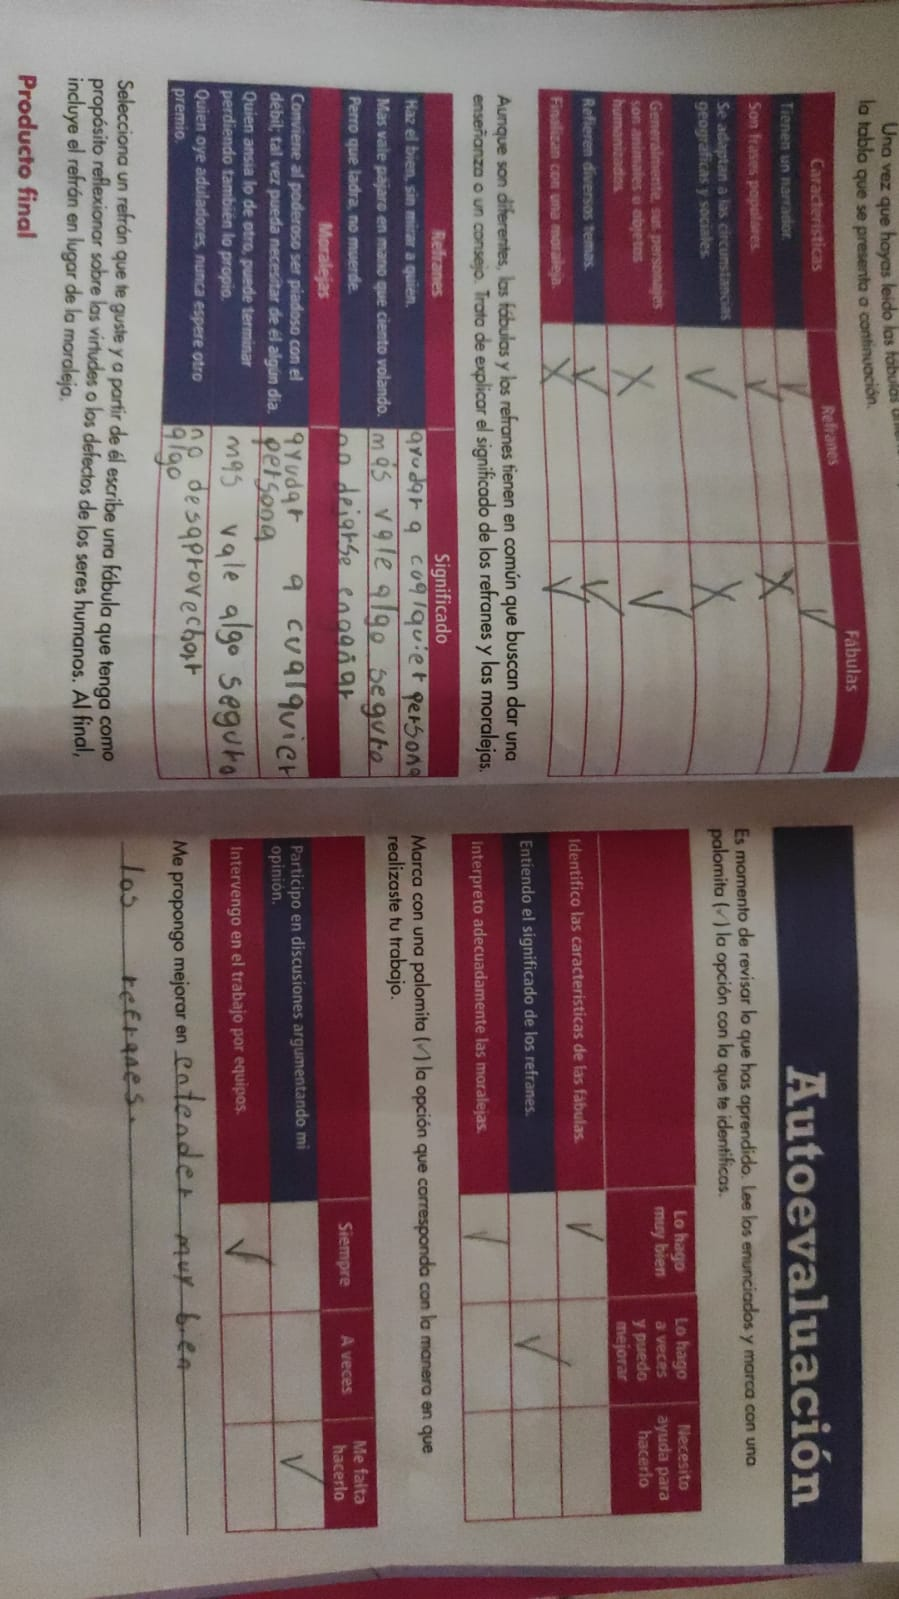 Una vez que hayas leído las fábulas
la tabla que se presenta a continuación.
Características Refranes Fábulas
Tienen un narrador. ✓ ✓
Son frases populares. ✓ X
Se adaptan a las circunstancias
geográficas y sociales. ✓ X
Generalmente, sus personajes
son animales u objetos
humanizados. X ✓
Refieren diversos temas. ✓ ✓
Finalizan con una moraleja. X ✓
Aunque son diferentes, las fábulas y los refranes tienen en común que buscan dar una
enseñanza o un consejo. Trata de explicar el significado de los refranes y las moralejas.
Refranes Significado
Haz el bien, sin mirar a quién. ayudar a cualquier persona
Más vale pájaro en mano que ciento volando. más vale algo seguro
Perro que ladra, no muerde. no dejarse engañar
Moralejas
Conviene al poderoso ser piadoso con el
débil; tal vez pueda necesitar de él algún día.
ayudar a cualquier
persona
Quien ansía lo de otro, puede terminar
perdiendo también lo propio.
mas vale algo seguro
Quien oye aduladores, nunca espere otro
premio.
no desaprovechar
algo
Selecciona un refrán que te guste y a partir de él escribe una fábula que tenga como
propósito reflexionar sobre las virtudes o los defectos de los seres humanos. Al final,
incluye el refrán en lugar de la moraleja.
Producto final
Autoevaluación
Es momento de revisar lo que has aprendido. Lee los enunciados y marca con una
palomita (✓) la opción con la que te identificas.
Lo hago
muy bien
Lo hago
a veces
y puedo
mejorar
Necesito
ayuda para
hacerlo
Identifico las características de las fábulas. ✓
Entiendo el significado de los refranes. ✓
Interpreto adecuadamente las moralejas. ✓
Marca con una palomita (✓) la opción que corresponda con la manera en que
realizaste tu trabajo.
Siempre A veces Me falta
hacerlo
Participo en discusiones argumentando mi
opinión. ✓
Intervengo en el trabajo por equipos. ✓
Me propongo mejorar en entender muy bien
los refranes.